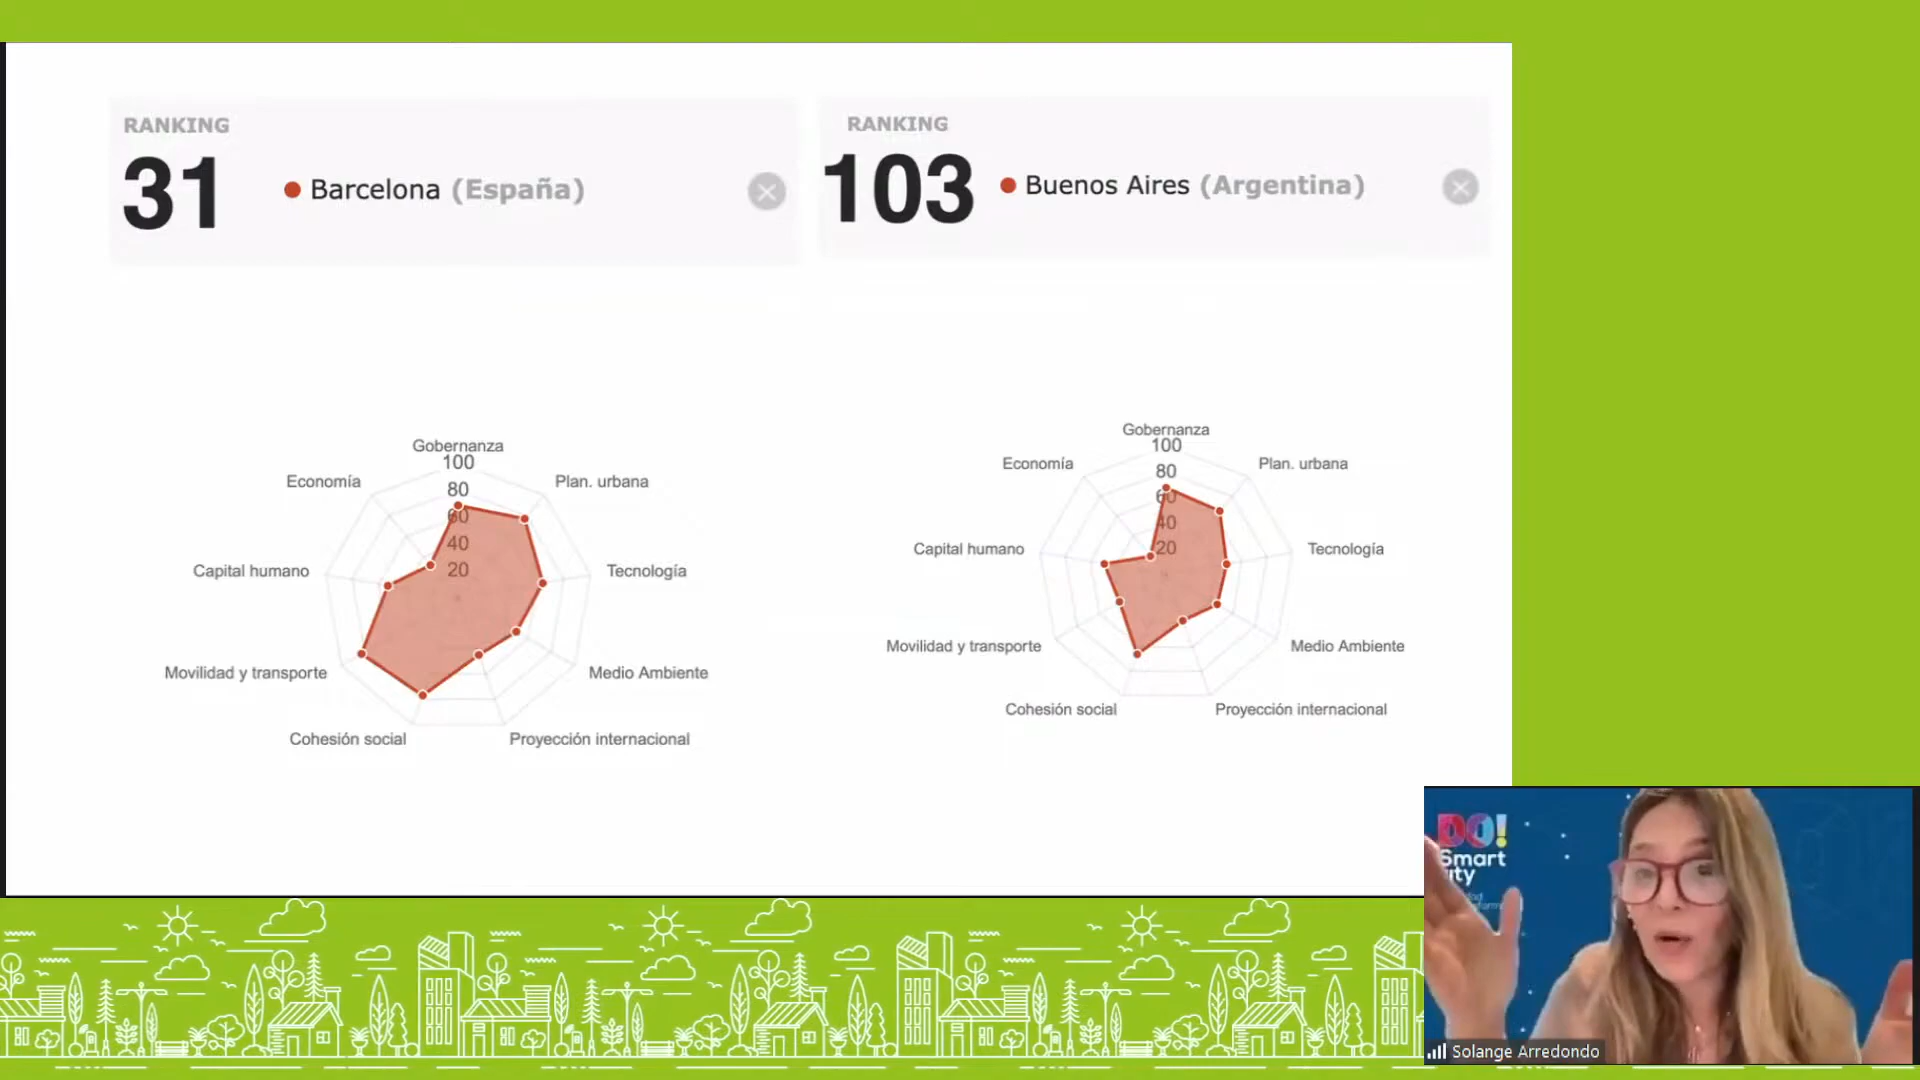 RANKING
31
Barcelona (España)
RANKING
103
Buenos Aires (Argentina)
Gobernanza
100
80
60
40
20
Economía
Plan. urbana
Capital humano
Tecnología
Movilidad y transporte
Medio Ambiente
Cohesión social
Proyección internacional
Gobernanza
100
80
60
40
20
Economía
Plan. urbana
Capital humano
Tecnología
Movilidad y transporte
Medio Ambiente
Cohesión social
Proyección internacional
DO!
Smart
Solange Arredondo